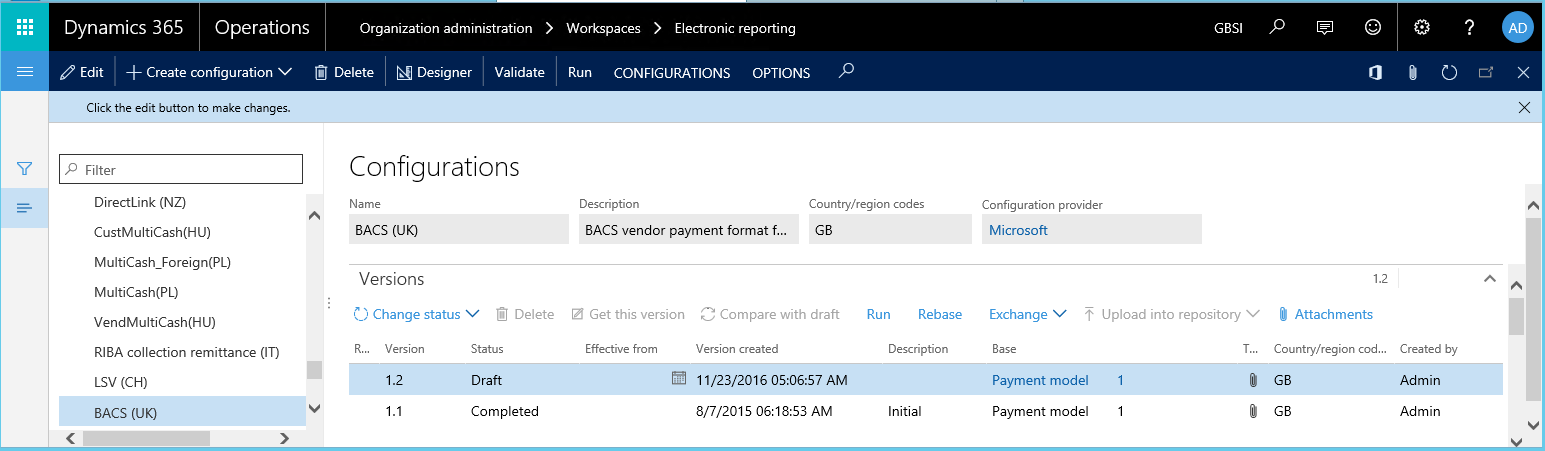 Dynamics 365 Operations Organization administration > Workspaces > Electronic reporting GBSI ? AD
Edit Create configuration Delete Designer Validate Run CONFIGURATIONS OPTIONS
Click the edit button to make changes.
Filter
DirectLink (NZ)
CustMultiCash(HU)
MultiCash_Foreign(PL)
MultiCash(PL)
VendMultiCash(HU)
RIBA collection remittance (IT)
LSV (CH)
BACS (UK)
Configurations
Name Description Country/region codes Configuration provider
BACS (UK) BACS vendor payment format f... GB Microsoft
Versions 1.2
Change status Delete Get this version Compare with draft Run Rebase Exchange Upload into repository Attachments
R... Version Status Effective from Version created Description Base T... Country/region cod... Created by
1.2 Draft 11/23/2016 05:06:57 AM Payment model 1 GB Admin
1.1 Completed 8/7/2015 06:18:53 AM Initial Payment model 1 GB Admin